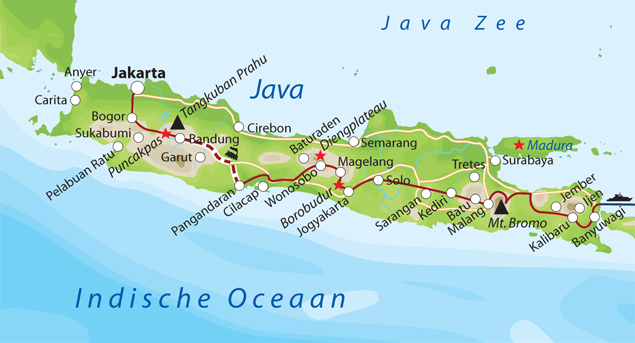 Java Zee
Anyer
Jakarta
Tangkuban Prahu
Carita
Java
Bogor
Sukabumi
Puncakpas
Bandung
Cirebon
Baturaden
Diengplateau
Semarang
Madura
Pelabuan Ratu
Garut
Magelang
Tretes
Surabaya
Pangandaran
Cilacap
Wonosobo
Borobudur
Jogyakarta
Solo
Sarangan
Kediri
Batu
Malang
Mt. Bromo
Jember
Ijen
Kalibaru
Banyuwagi
Indische Oceaan